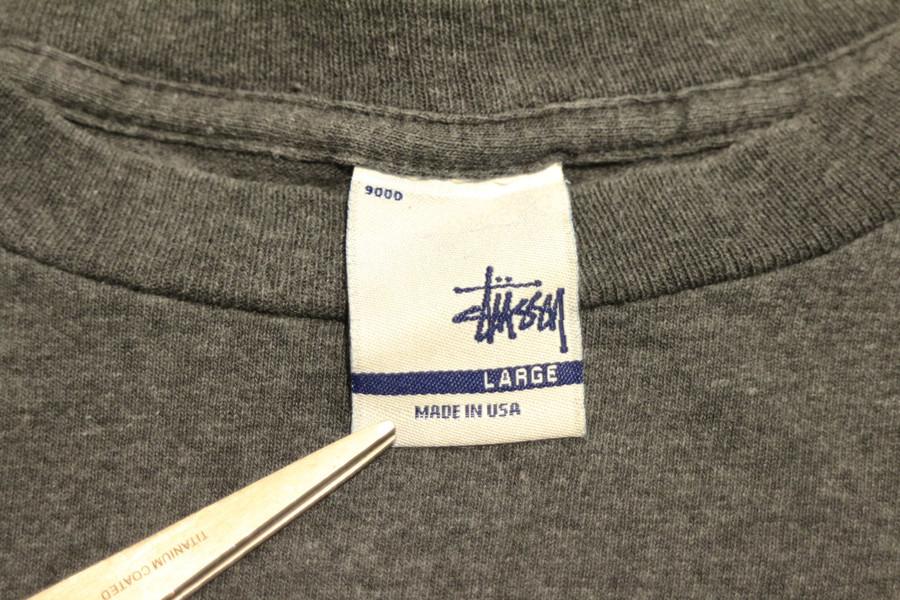 9000
Stüssy
LARGE
MADE IN USA
TITANIUM COATED